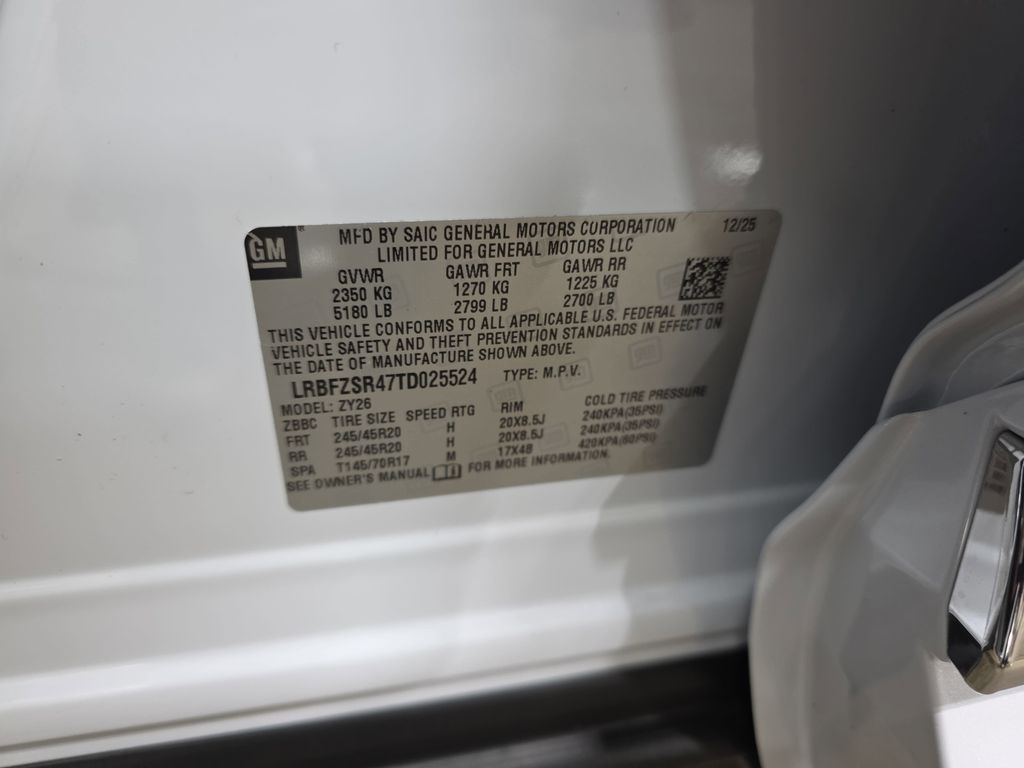 GM
MFD BY SAIC GENERAL MOTORS CORPORATION 12/25
LIMITED FOR GENERAL MOTORS LLC
GVWR GAWR FRT GAWR RR
2350 KG 1270 KG 1225 KG
5180 LB 2799 LB 2700 LB
THIS VEHICLE CONFORMS TO ALL APPLICABLE U.S. FEDERAL MOTOR
VEHICLE SAFETY AND THEFT PREVENTION STANDARDS IN EFFECT ON
THE DATE OF MANUFACTURE SHOWN ABOVE.
LRBFZSR47TD025524 TYPE: M.P.V.
MODEL: ZY26
ZBBC TIRE SIZE SPEED RTG RIM COLD TIRE PRESSURE
FRT 245/45R20 H 20X8.5J 240KPA(35PSI)
RR 245/45R20 H 20X8.5J 240KPA(35PSI)
SPA T145/70R17 M 17X4B 420KPA(60PSI)
SEE OWNER'S MANUAL FOR MORE INFORMATION.